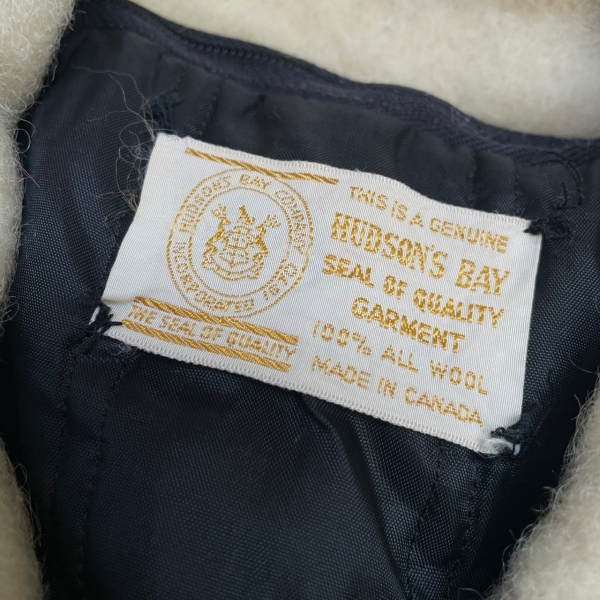 HUDSON'S BAY COMPANY
INCORPORATED 1670
THE SEAL OF QUALITY
THIS IS A GENUINE
HUDSON'S BAY
SEAL OF QUALITY
GARMENT
100% ALL WOOL
MADE IN CANADA